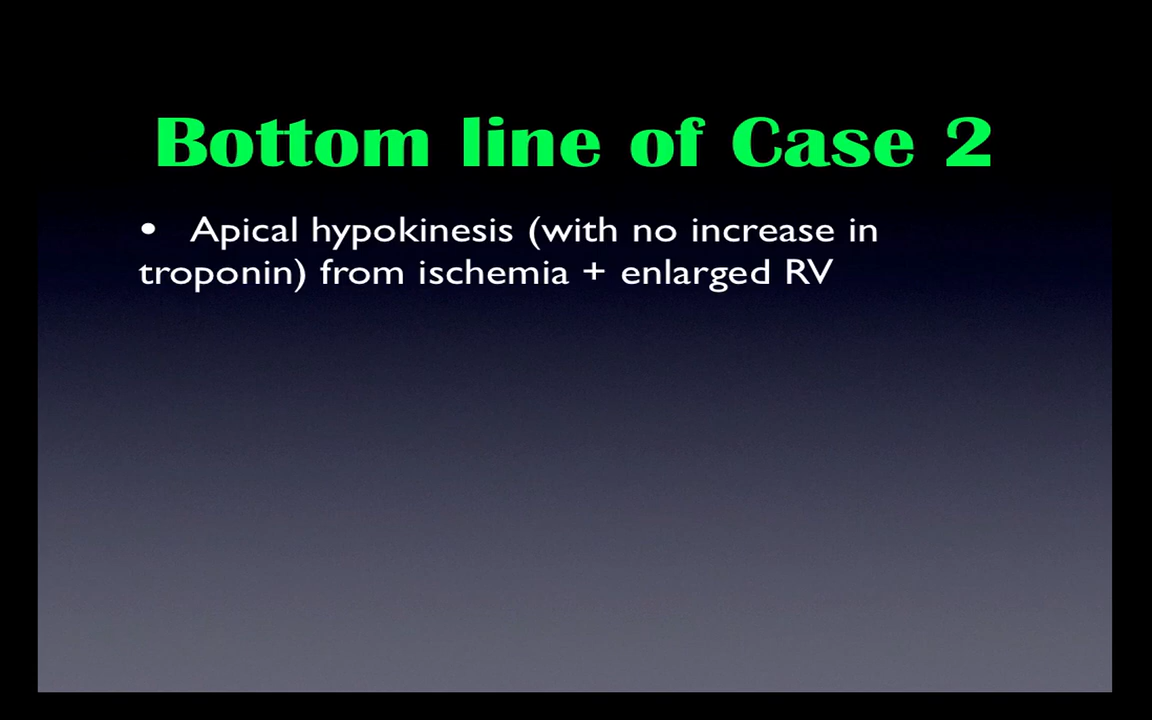 Bottom line of Case 2
• Apical hypokinesis (with no increase in
troponin) from ischemia + enlarged RV